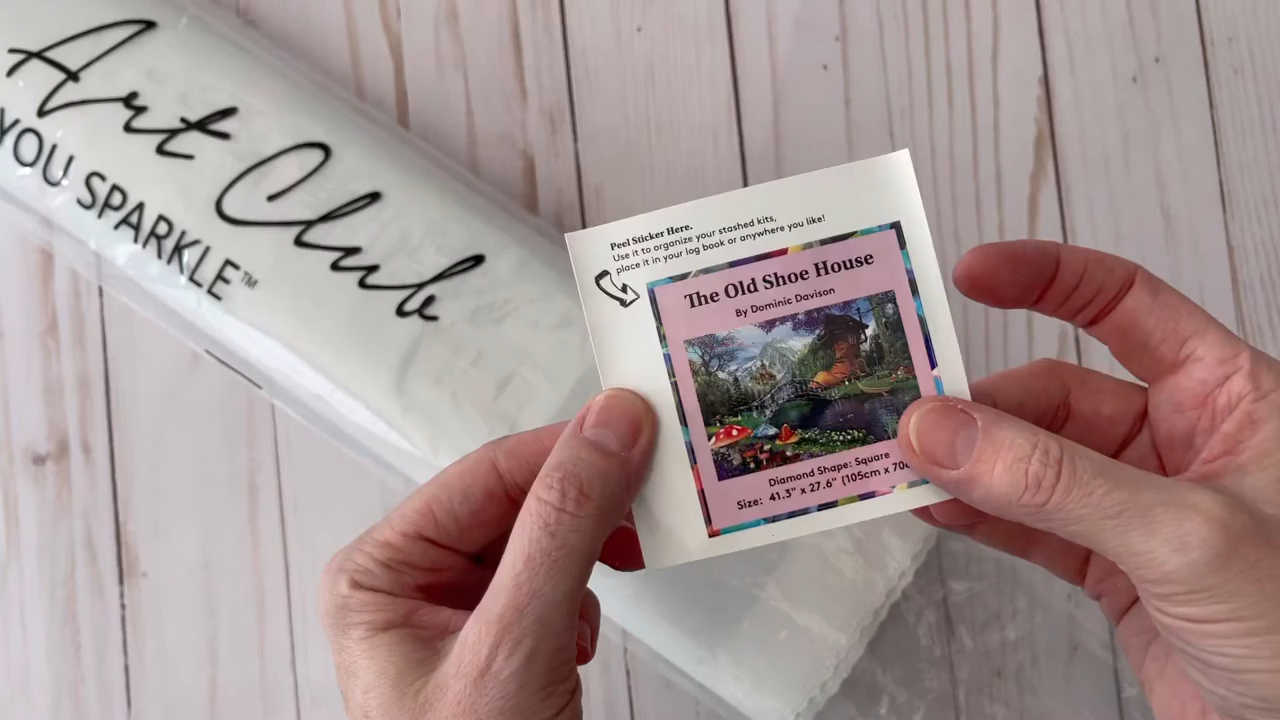 Art Club
YOU SPARKLE™
Peel Sticker Here.
Use it to organize your stashed kits,
place it in your log book or anywhere you like!
The Old Shoe House
By Dominic Davison
Diamond Shape: Square
Size: 41.3" x 27.6" (105cm x 70c